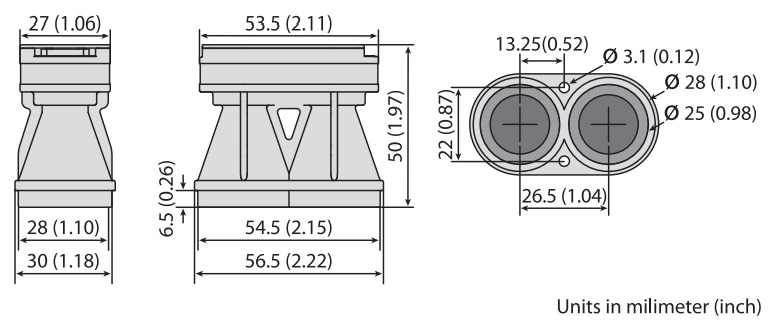 27 (1.06)
53.5 (2.11)
50 (1.97)
6.5 (0.26)
28 (1.10)
30 (1.18)
54.5 (2.15)
56.5 (2.22)
13.25(0.52)
Ø 3.1 (0.12)
Ø 28 (1.10)
Ø 25 (0.98)
22 (0.87)
26.5 (1.04)
Units in milimeter (inch)